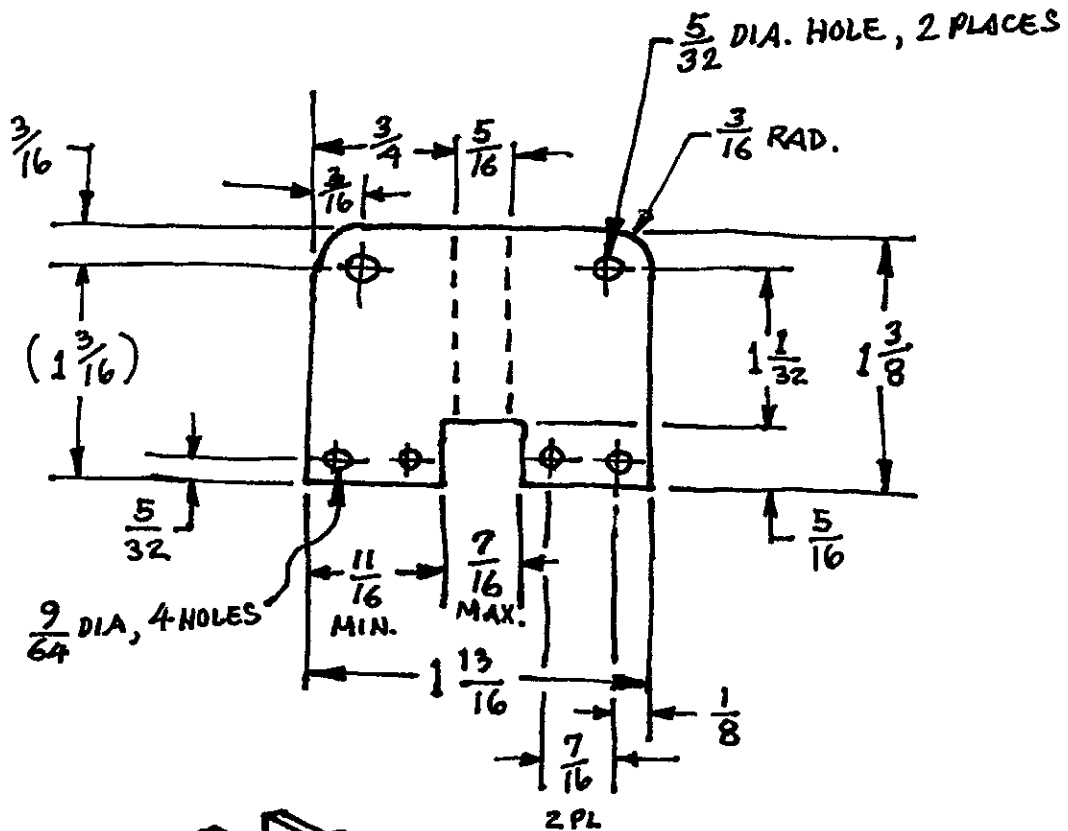 5/32 DIA. HOLE, 2 PLACES
3/16
3/4
5/16
3/16 RAD.
3/16
(1 3/16)
1 1/32
1 3/8
5/32
5/16
9/64 DIA, 4 HOLES
11/16 MIN.
7/16 MAX.
1 13/16
1/8
7/16
2 PL